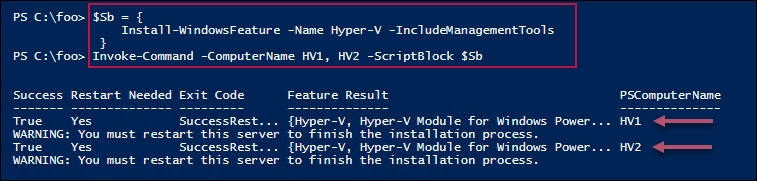 PS C:\foo> $Sb = {
Install-WindowsFeature -Name Hyper-V -IncludeManagementTools
}
PS C:\foo> Invoke-Command -ComputerName HV1, HV2 -ScriptBlock $Sb
Success Restart Needed Exit Code Feature Result PSComputerName
------- -------------- --------- -------------- --------------
True Yes SuccessRest... {Hyper-V, Hyper-V Module for Windows Power... HV1
WARNING: You must restart this server to finish the installation process.
True Yes SuccessRest... {Hyper-V, Hyper-V Module for Windows Power... HV2
WARNING: You must restart this server to finish the installation process.